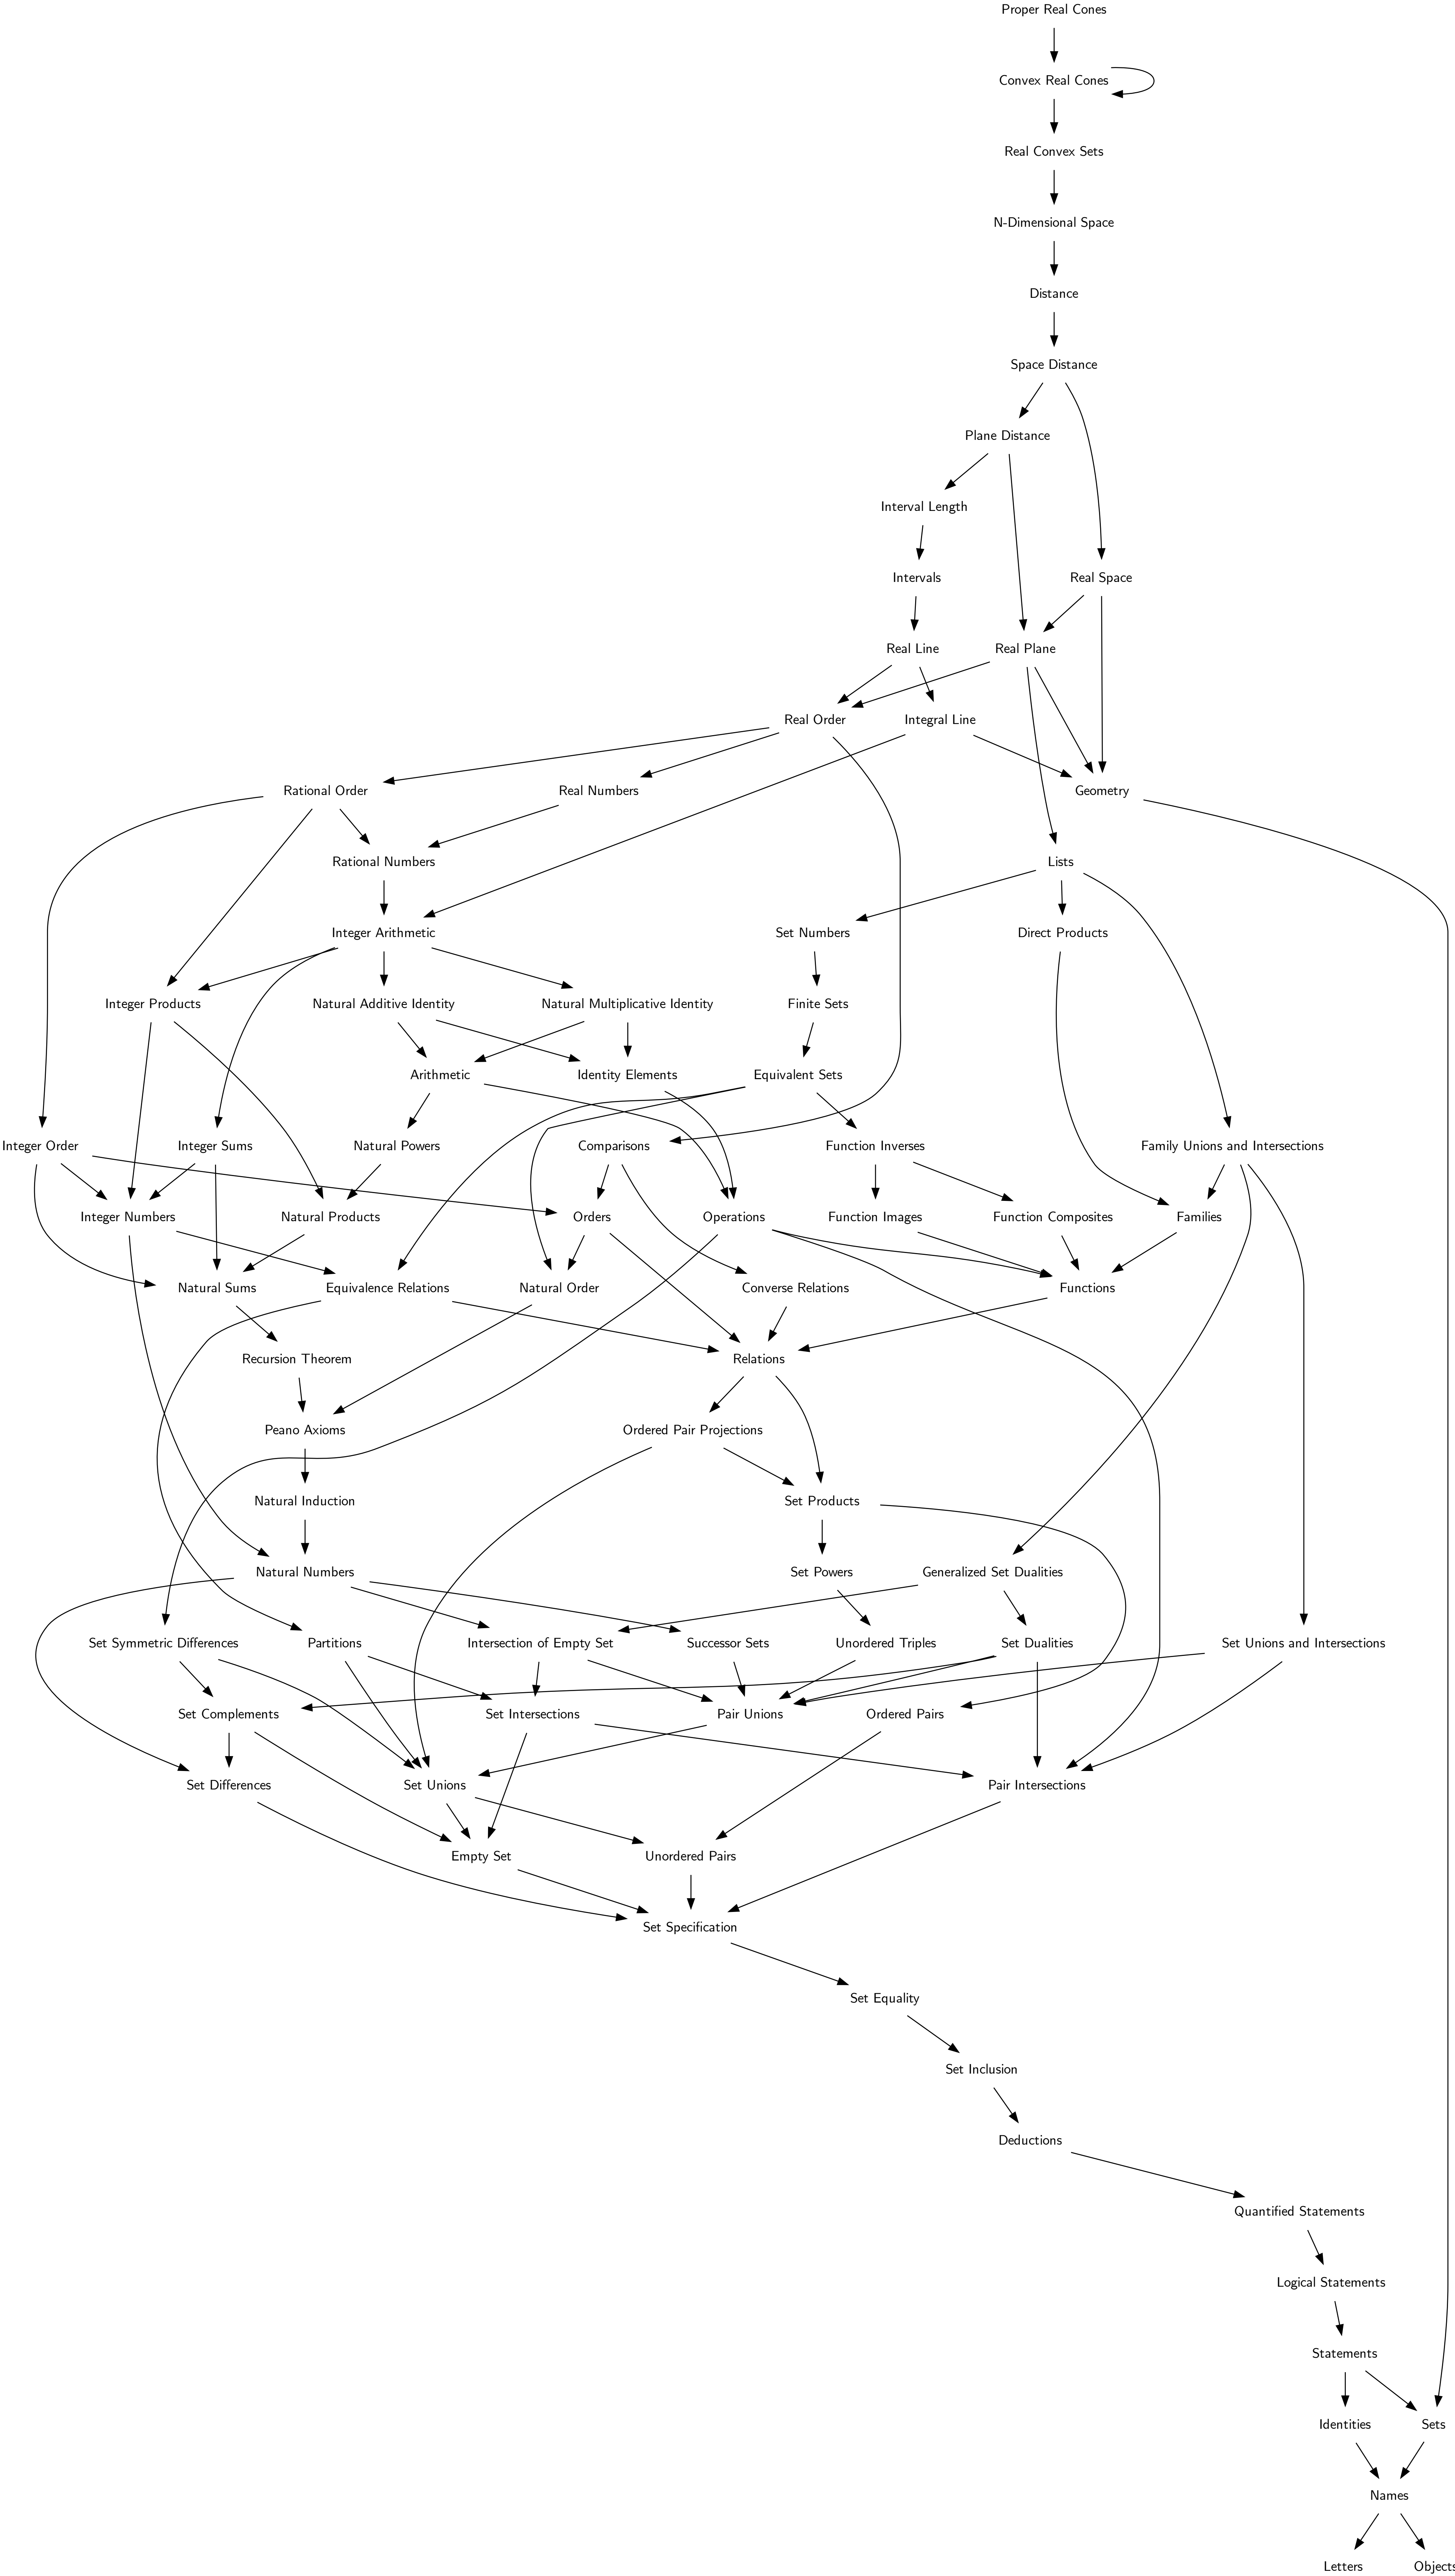 Proper Real Cones
Convex Real Cones
Real Convex Sets
N-Dimensional Space
Distance
Space Distance
Plane Distance
Interval Length
Intervals
Real Space
Real Line
Real Plane
Real Order
Integral Line
Rational Order
Real Numbers
Geometry
Rational Numbers
Lists
Integer Arithmetic
Set Numbers
Direct Products
Integer Products
Natural Additive Identity
Natural Multiplicative Identity
Finite Sets
Arithmetic
Identity Elements
Equivalent Sets
Integer Order
Integer Sums
Natural Powers
Comparisons
Function Inverses
Family Unions and Intersections
Integer Numbers
Natural Products
Orders
Operations
Function Images
Function Composites
Families
Natural Sums
Equivalence Relations
Natural Order
Converse Relations
Functions
Recursion Theorem
Relations
Peano Axioms
Ordered Pair Projections
Natural Induction
Set Products
Natural Numbers
Set Powers
Generalized Set Dualities
Set Symmetric Differences
Partitions
Intersection of Empty Set
Successor Sets
Unordered Triples
Set Dualities
Set Unions and Intersections
Set Complements
Set Intersections
Pair Unions
Ordered Pairs
Set Differences
Set Unions
Pair Intersections
Empty Set
Unordered Pairs
Set Specification
Set Equality
Set Inclusion
Deductions
Quantified Statements
Logical Statements
Statements
Identities
Sets
Names
Letters
Objects